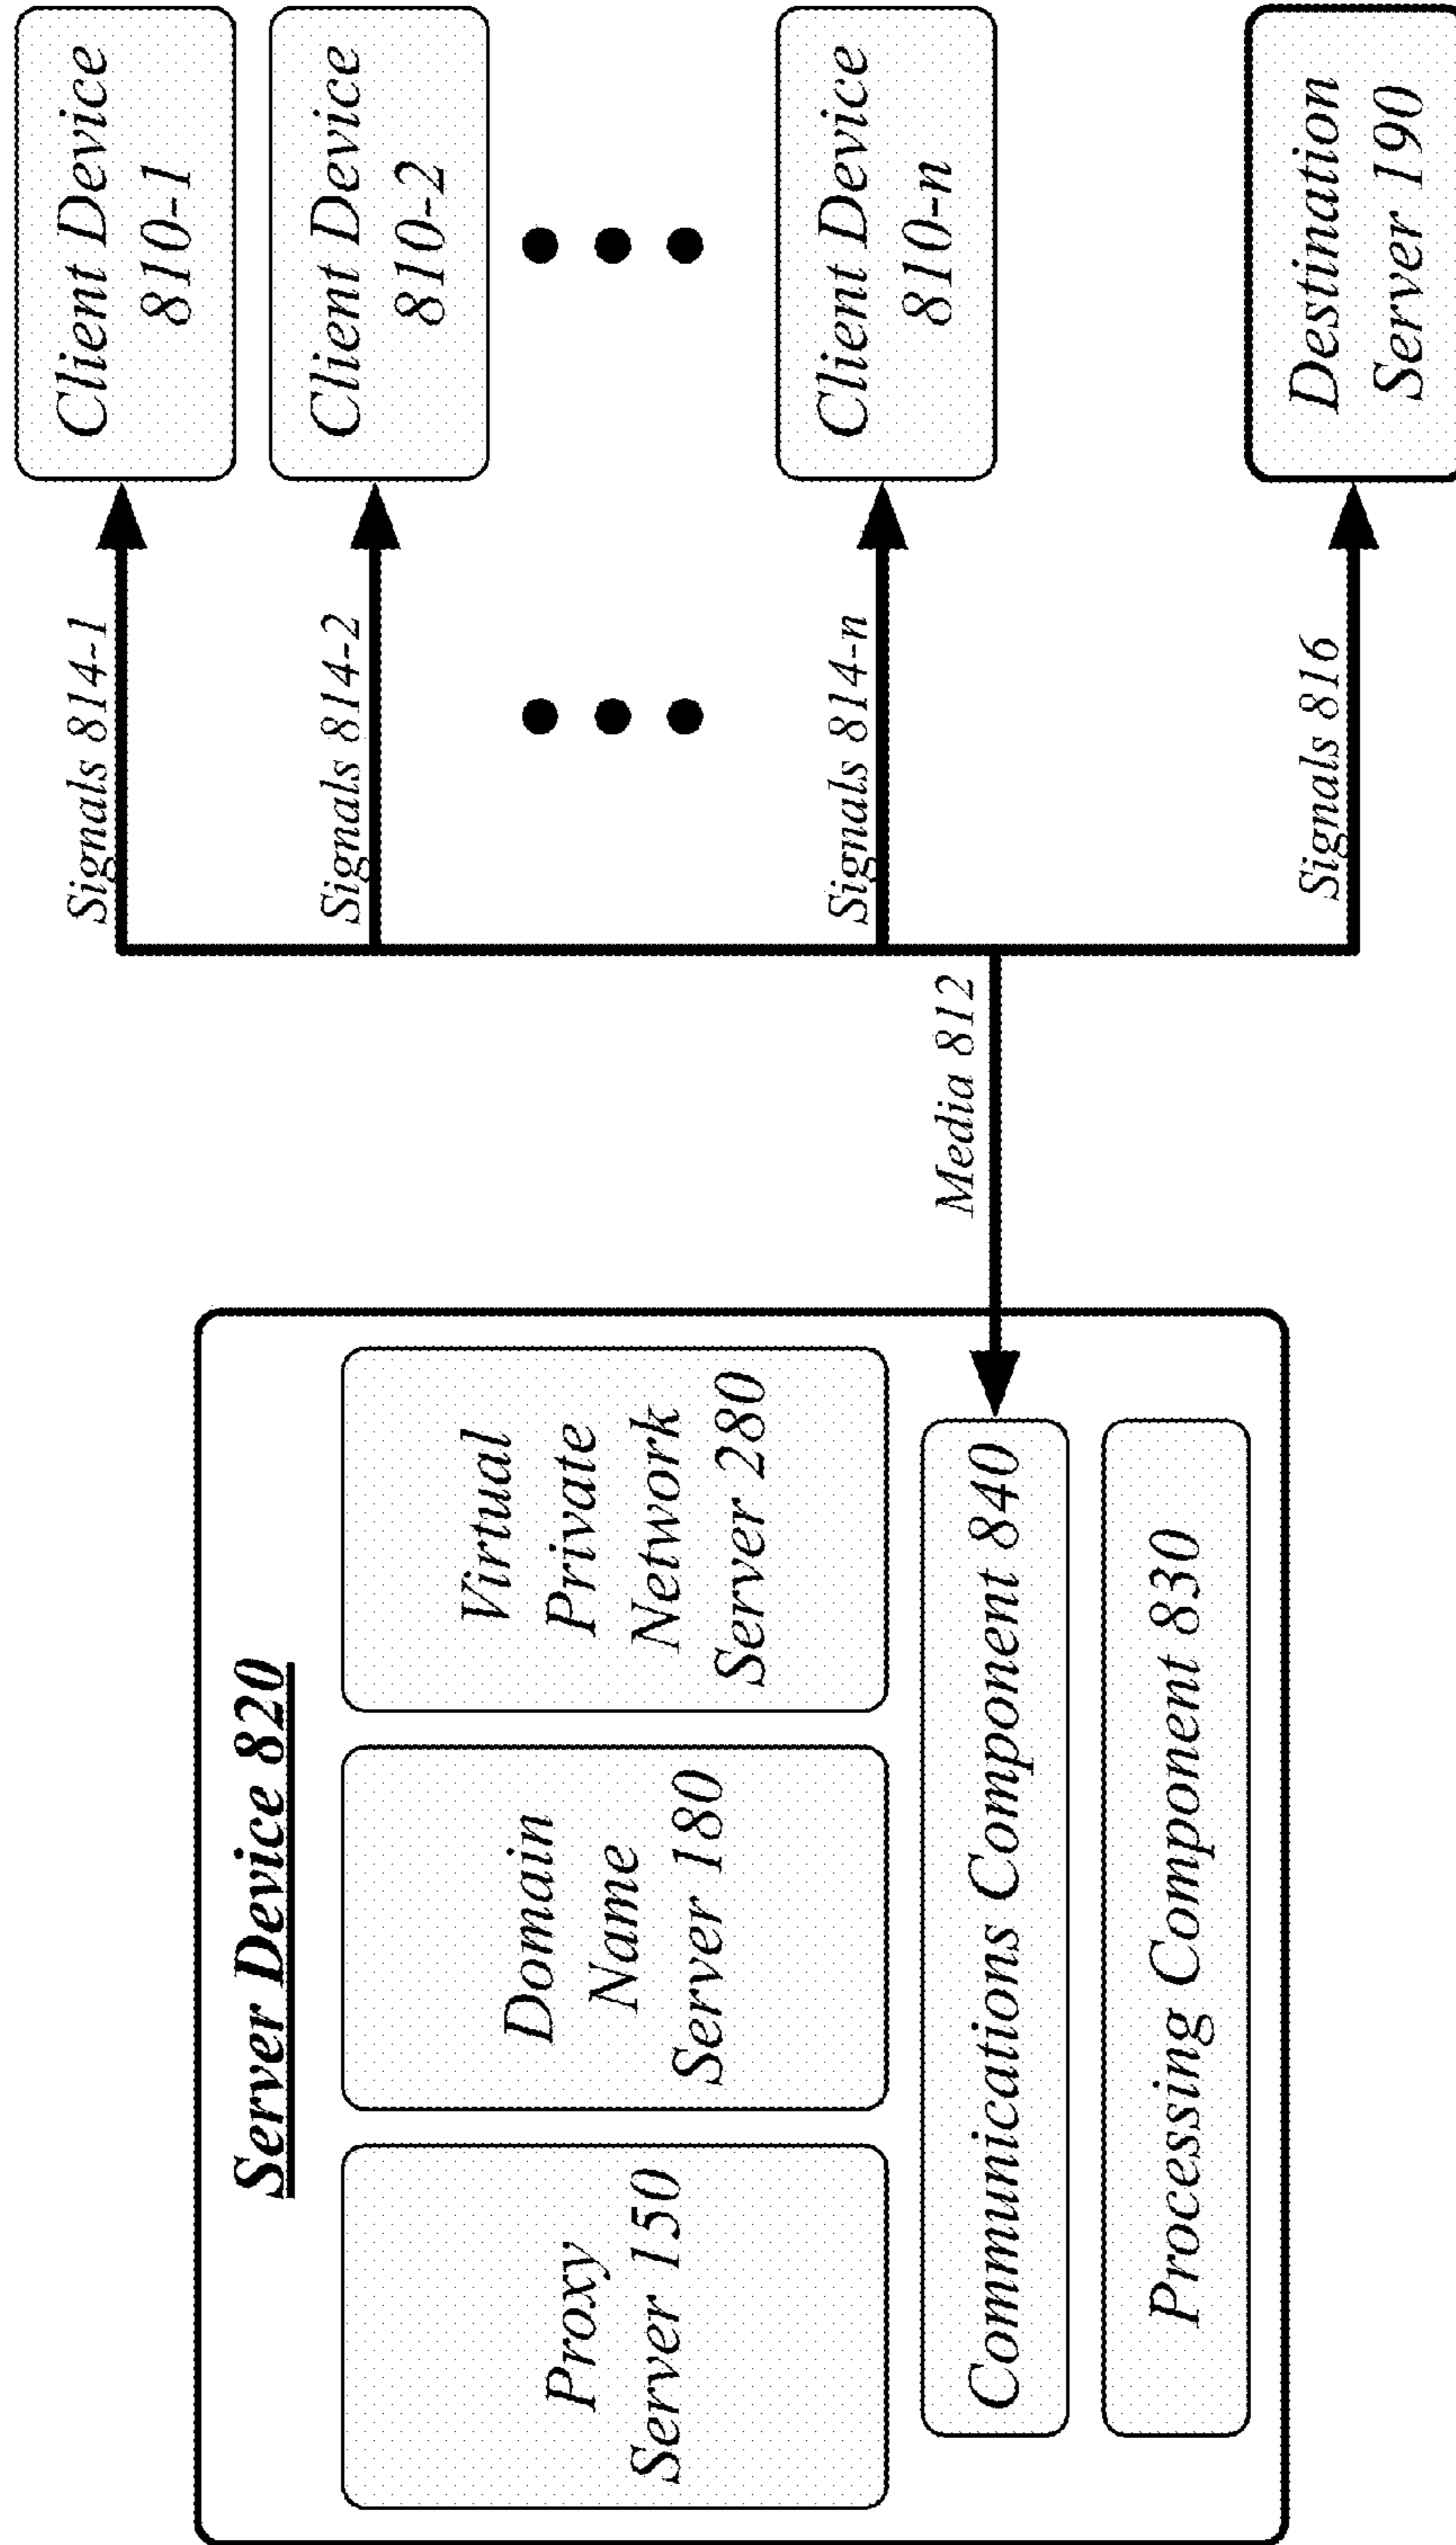 Server Device 820
Proxy
Server 150
Domain
Name
Server 180
Virtual
Private
Network
Server 280
Communications Component 840
Processing Component 830
Media 812
Signals 814-1
Client Device
810-1
Signals 814-2
Client Device
810-2
Signals 814-n
Client Device
810-n
Signals 816
Destination
Server 190